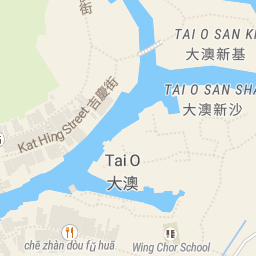 街
TAI O SAN KI
大澳新基
TAI O SAN SHA
大澳新沙
Kat Hing Street 吉慶街
Tai O
大澳
chē zhàn dòu fǔ huā
Wing Chor School